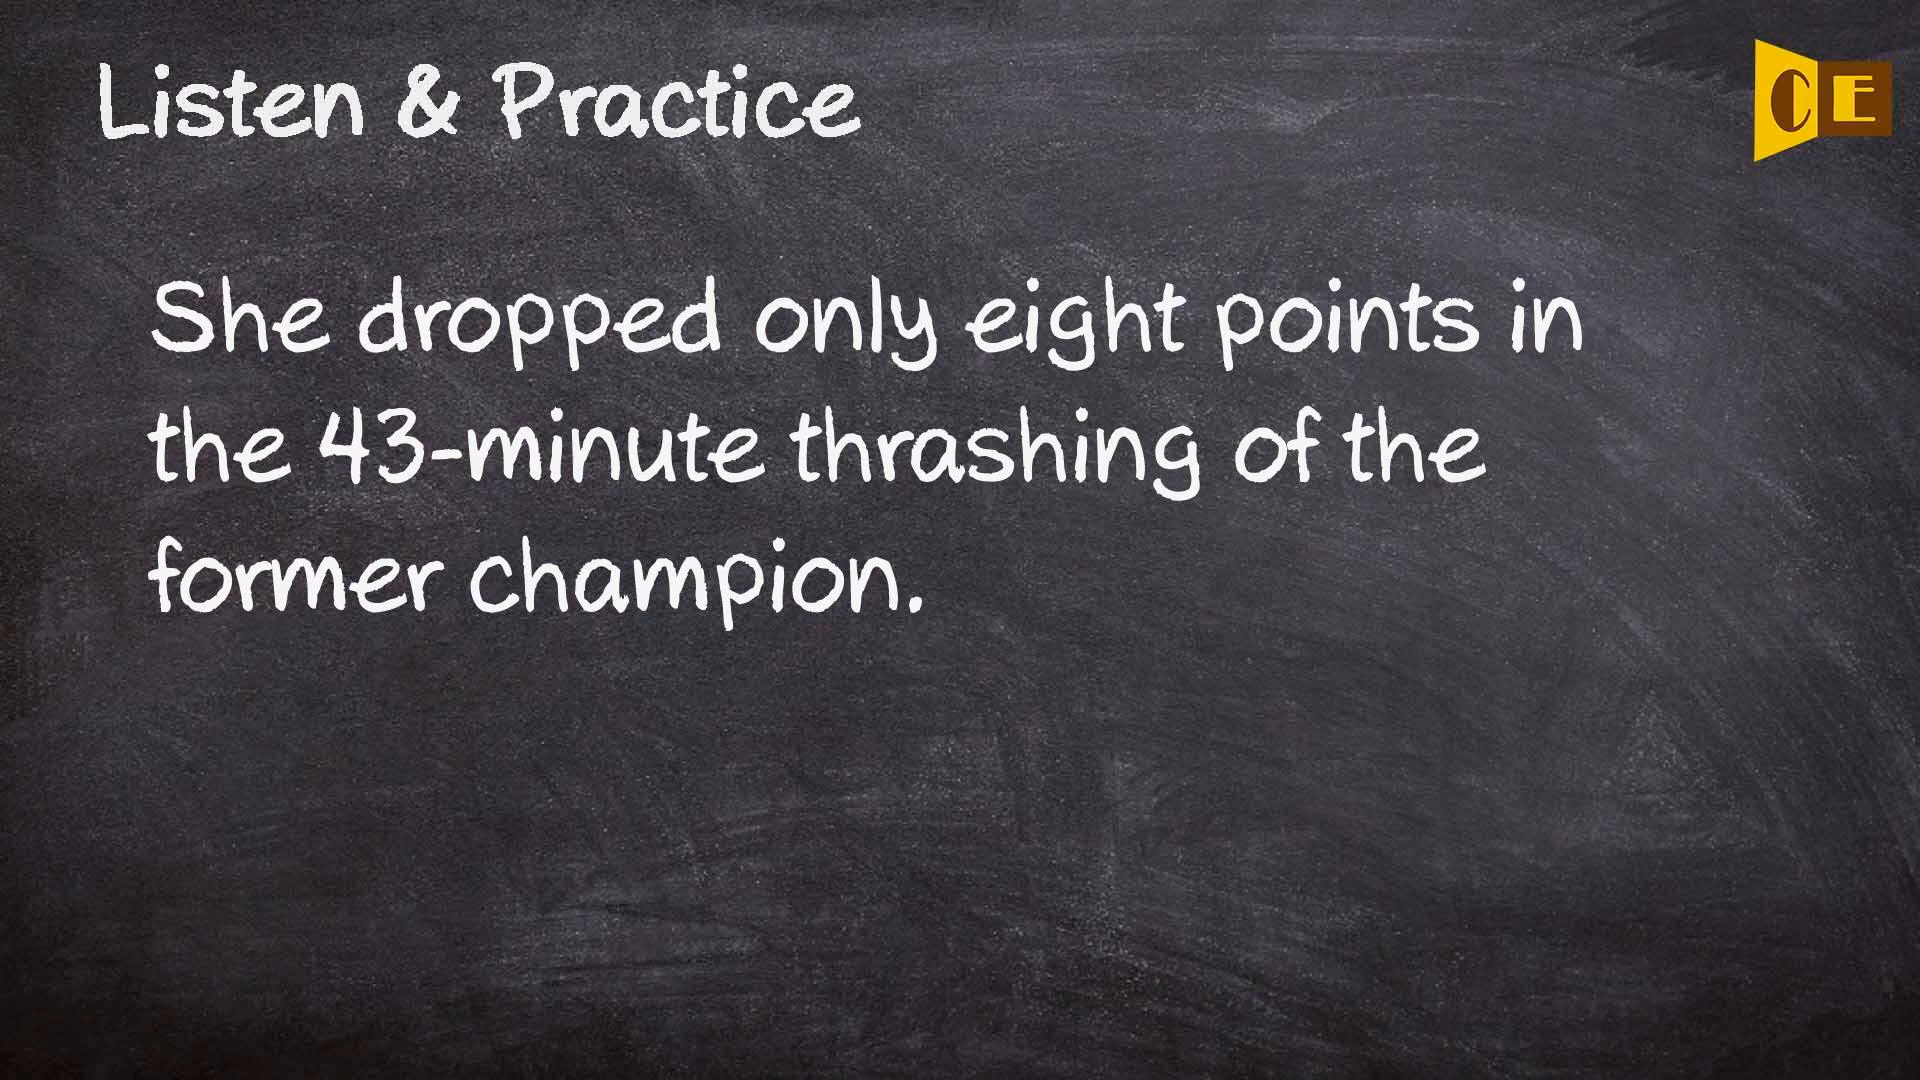 Listen & Practice
CE
She dropped only eight points in
the 43-minute thrashing of the
former champion.